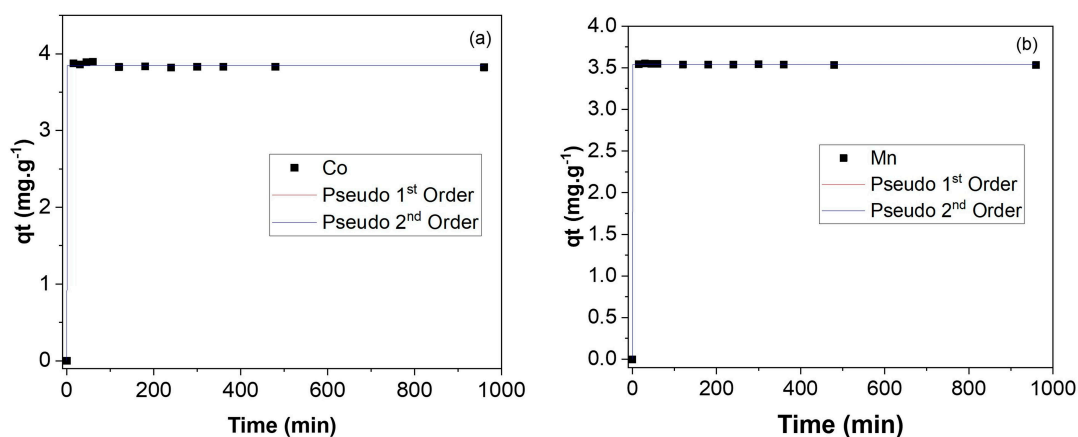 (a)
4
3
2
1
0
qt (mg.g⁻¹)
Co
Pseudo 1ˢᵗ Order
Pseudo 2ⁿᵈ Order
0 200 400 600 800 1000
Time (min)
(b)
4.0
3.5
3.0
2.5
2.0
1.5
1.0
0.5
0.0
qt (mg.g⁻¹)
Mn
Pseudo 1ˢᵗ Order
Pseudo 2ⁿᵈ Order
0 200 400 600 800 1000
Time (min)